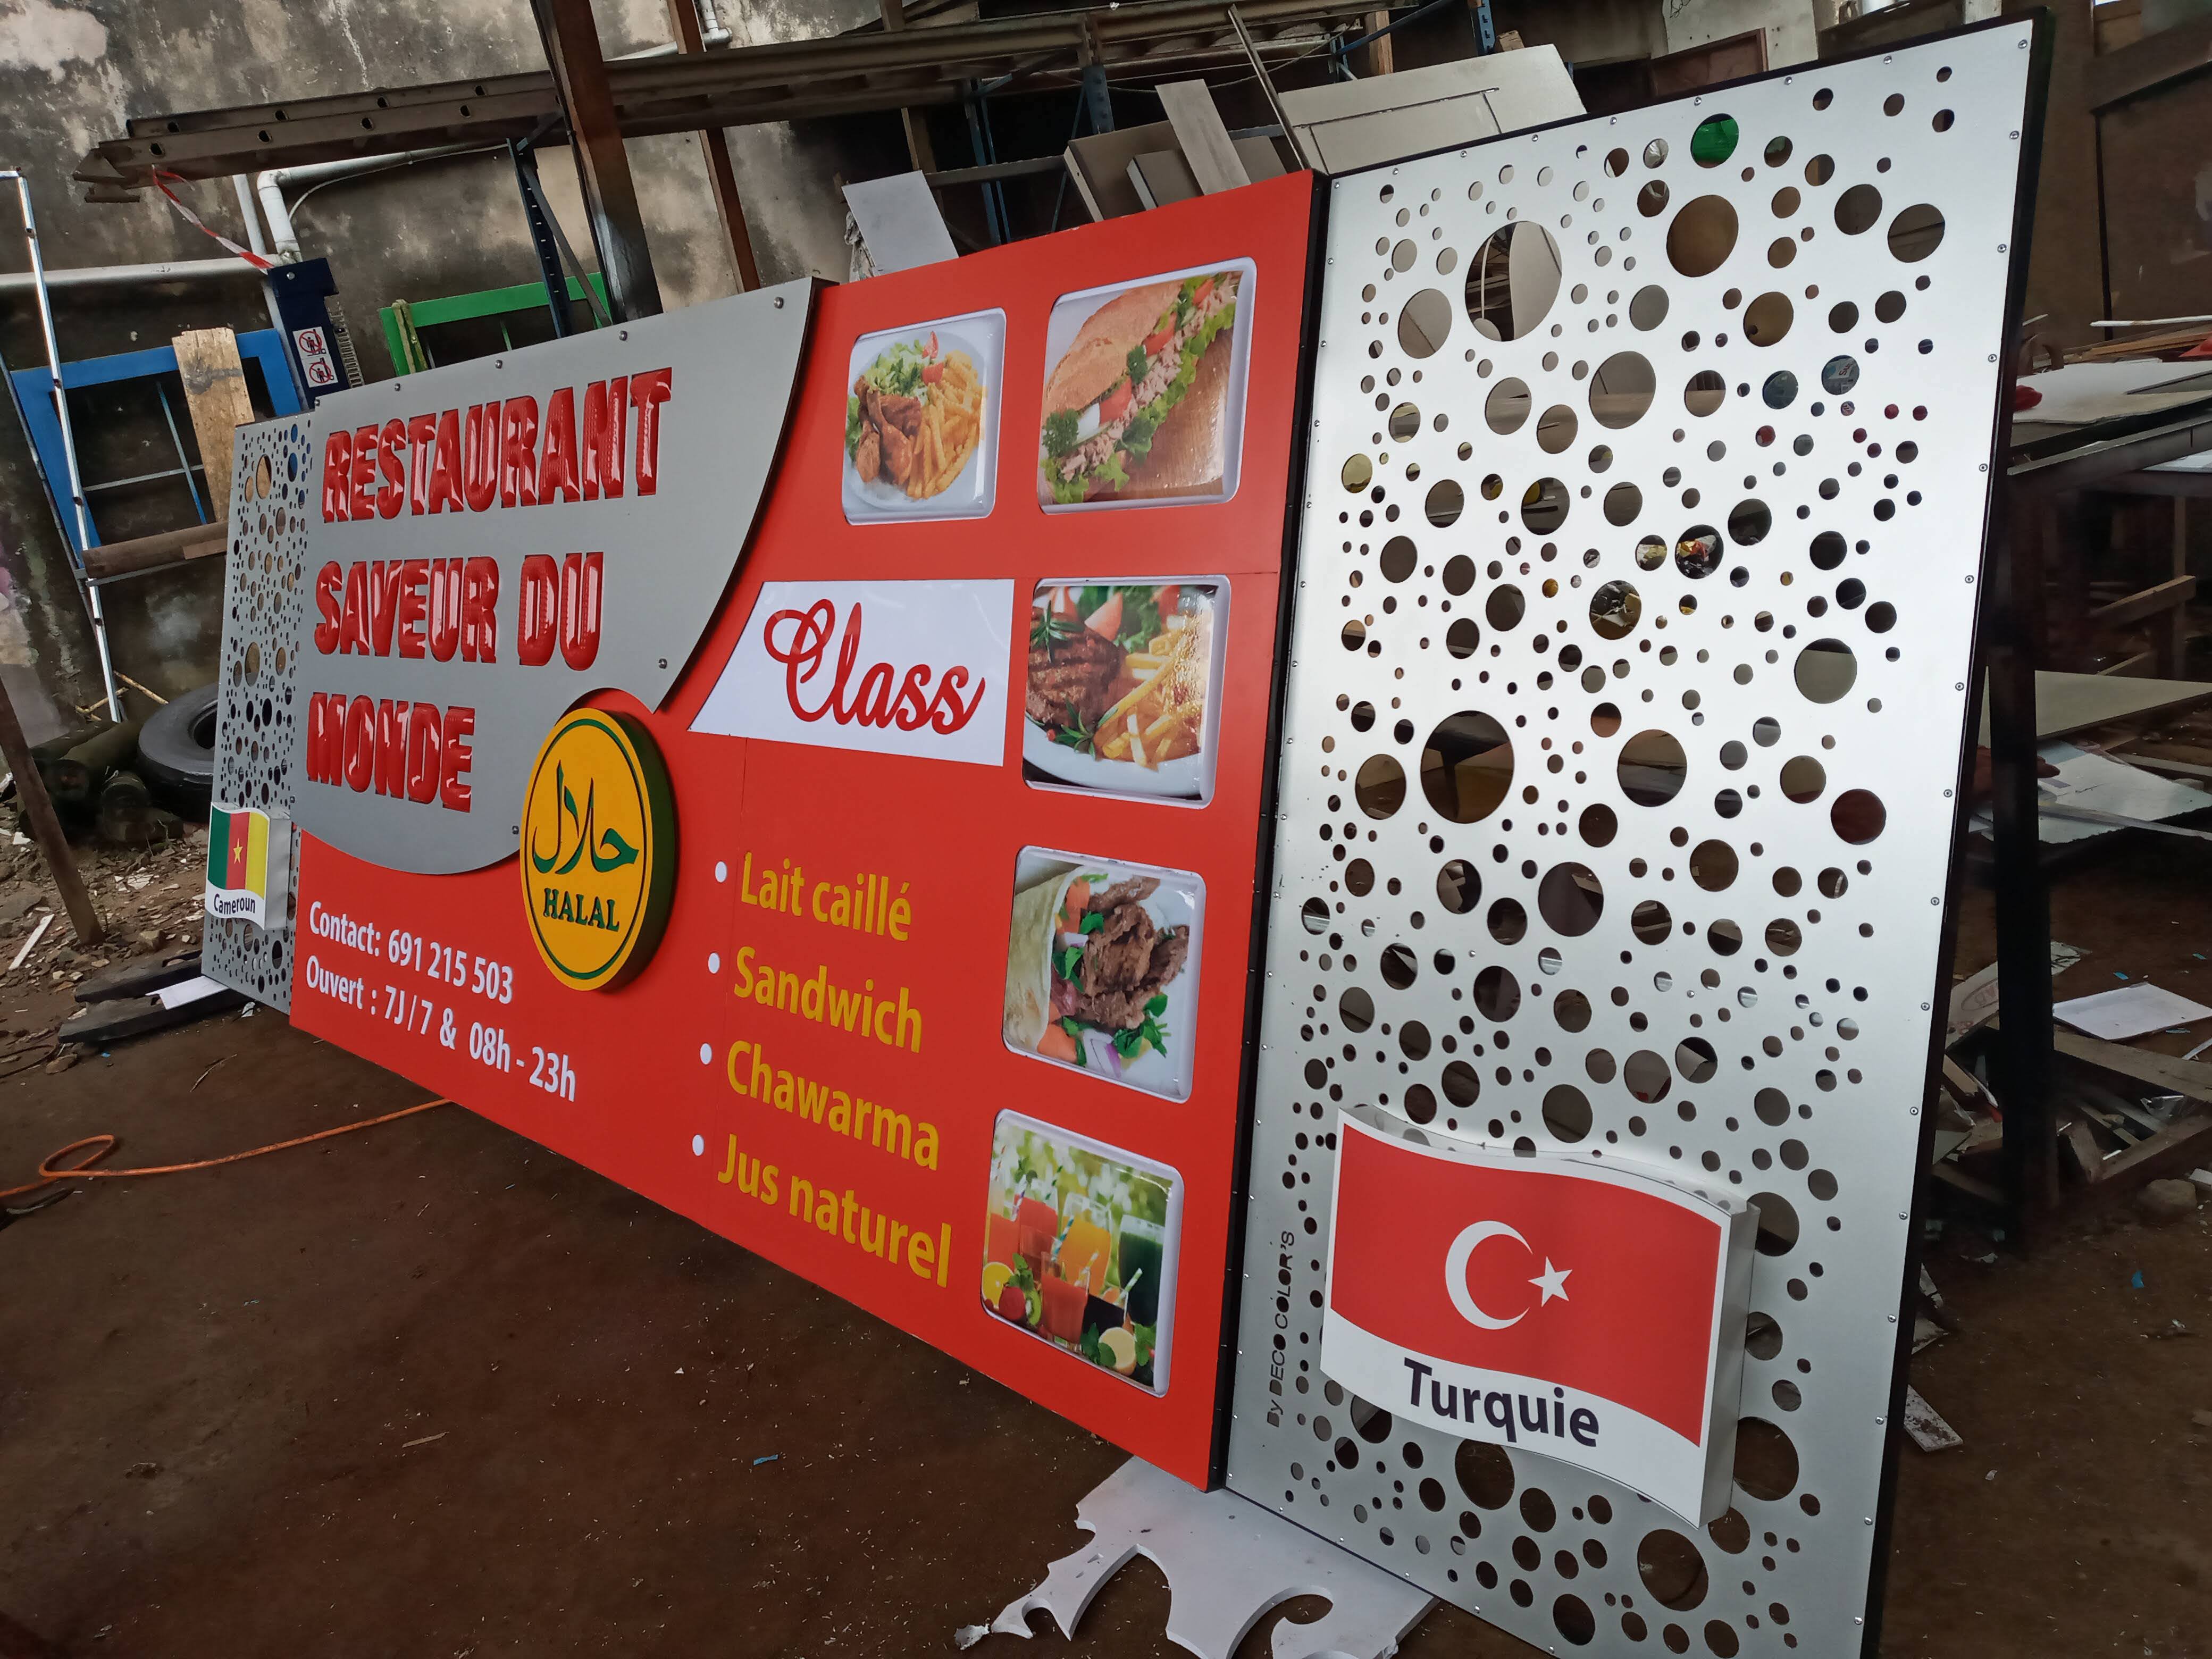 RESTAURANT
SAVEUR DU
MONDE
حلال
HALAL
Cameroun
Contact: 691 215 503
Ouvert : 7J / 7 & 08h - 23h
Class
Lait caillé
Sandwich
Chawarma
Jus naturel
By DECO COLOR'S
Turquie